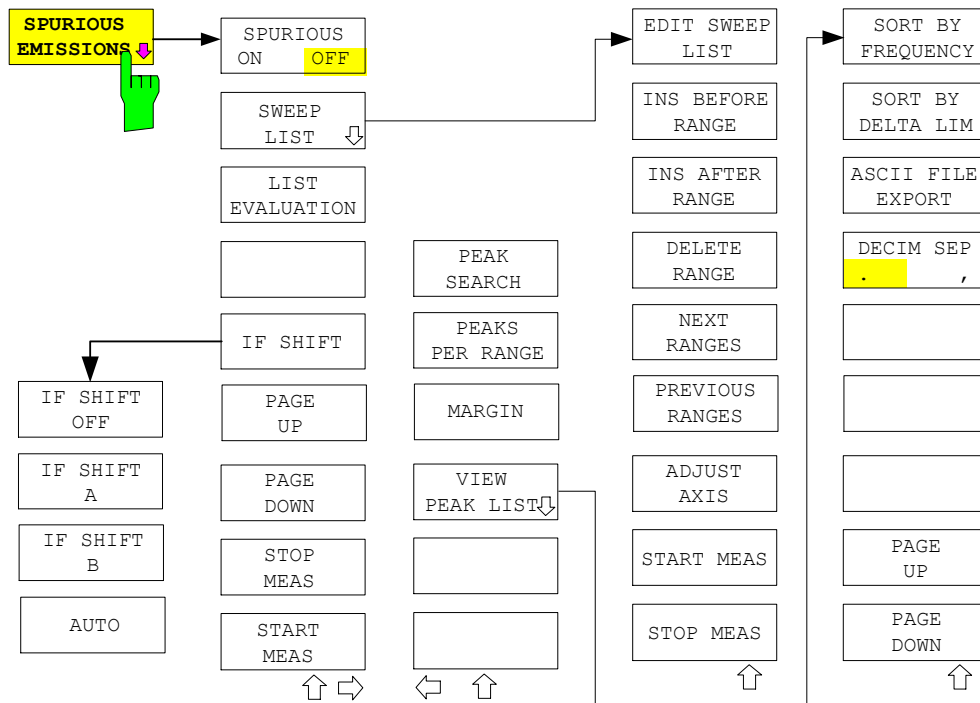 SPURIOUS
EMISSIONS
SPURIOUS
ON OFF
SWEEP
LIST
LIST
EVALUATION
IF SHIFT
PAGE
UP
PAGE
DOWN
STOP
MEAS
START
MEAS
IF SHIFT
OFF
IF SHIFT
A
IF SHIFT
B
AUTO
PEAK
SEARCH
PEAKS
PER RANGE
MARGIN
VIEW
PEAK LIST
EDIT SWEEP
LIST
INS BEFORE
RANGE
INS AFTER
RANGE
DELETE
RANGE
NEXT
RANGES
PREVIOUS
RANGES
ADJUST
AXIS
START MEAS
STOP MEAS
SORT BY
FREQUENCY
SORT BY
DELTA LIM
ASCII FILE
EXPORT
DECIM SEP
. ,
PAGE
UP
PAGE
DOWN